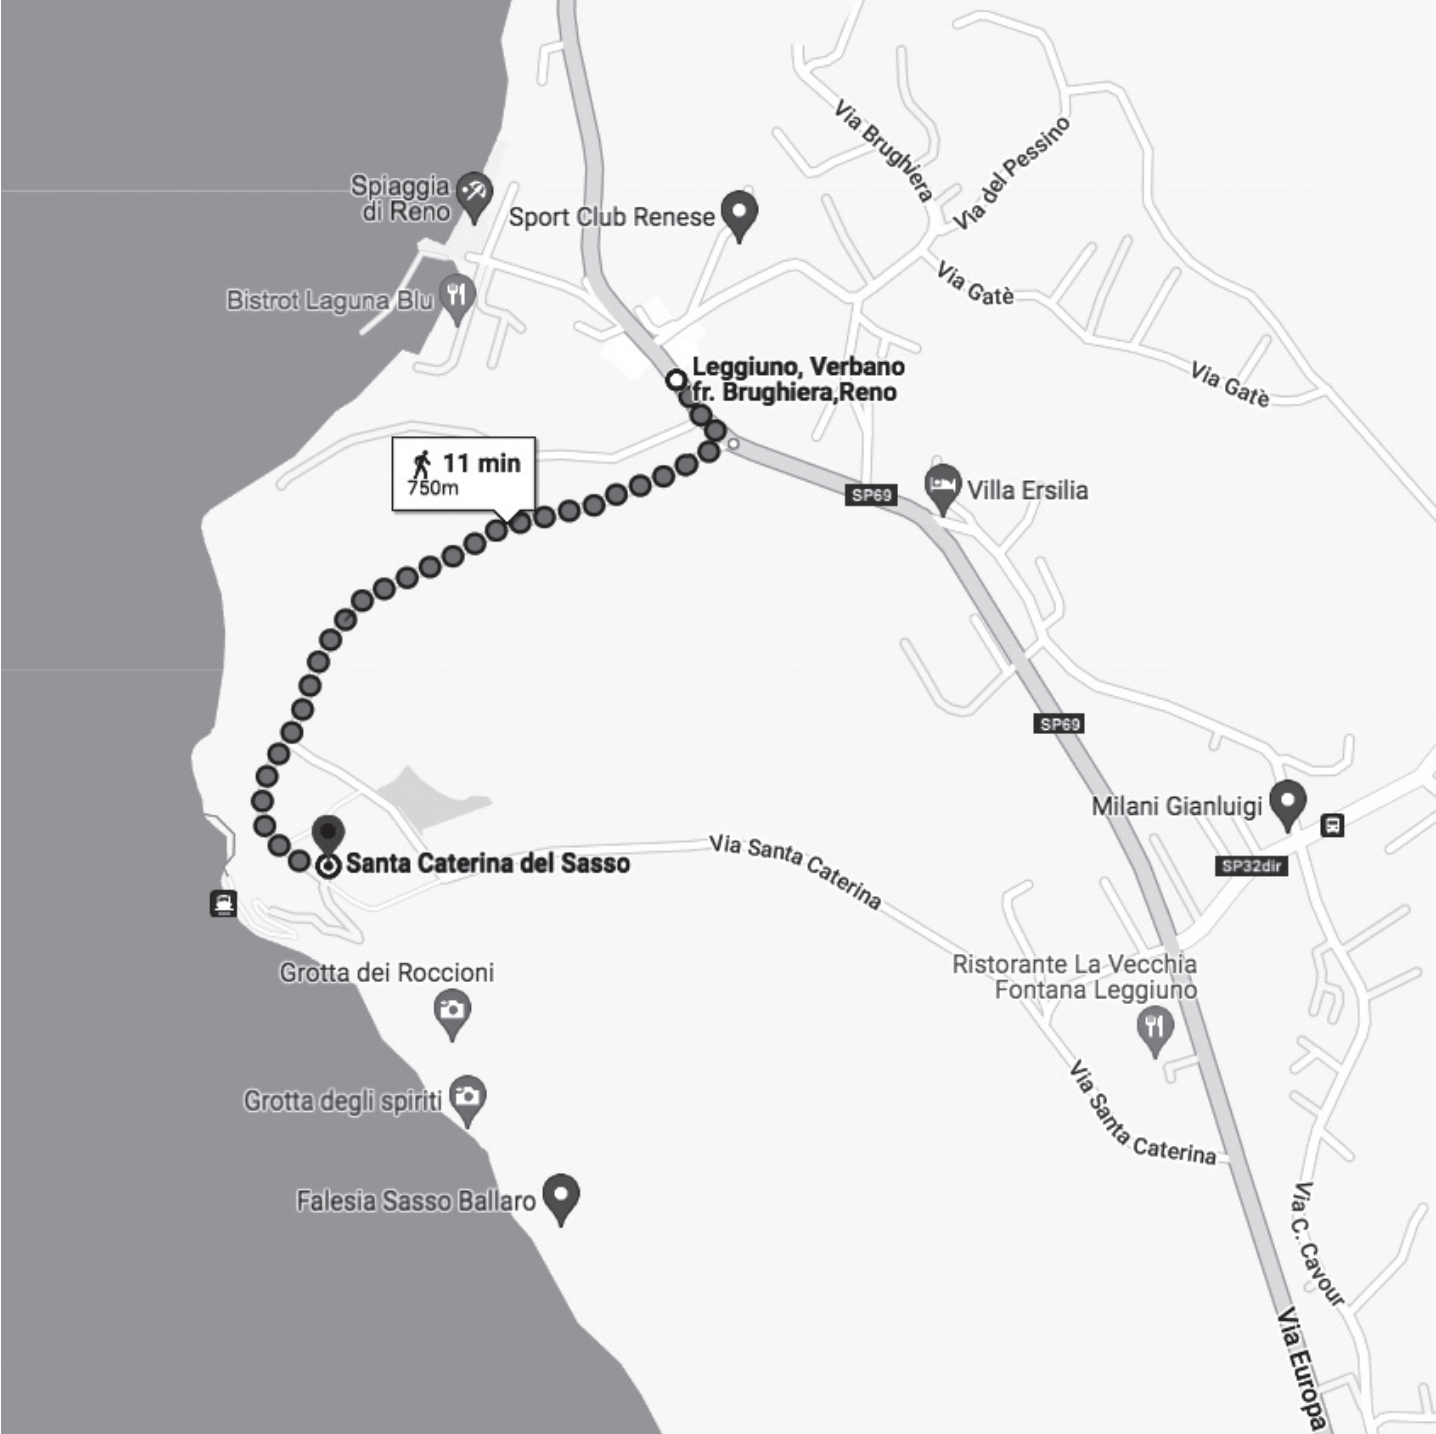 Via Brughiera
Via del Pessino
Spiaggia
di Reno
Sport Club Renese
Via Gatè
Bistrot Laguna Blu
Leggiuno, Verbano
fr. Brughiera,Reno
Via Gatè
11 min
750m
SP69
Villa Ersilia
SP69
Milani Gianluigi
SP32dir
Santa Caterina del Sasso
Via Santa Caterina
Grotta dei Roccioni
Ristorante La Vecchia
Fontana Leggiuno
Grotta degli spiriti
Via Santa Caterina
Falesia Sasso Ballaro
Via C. Cavour
Via Europa